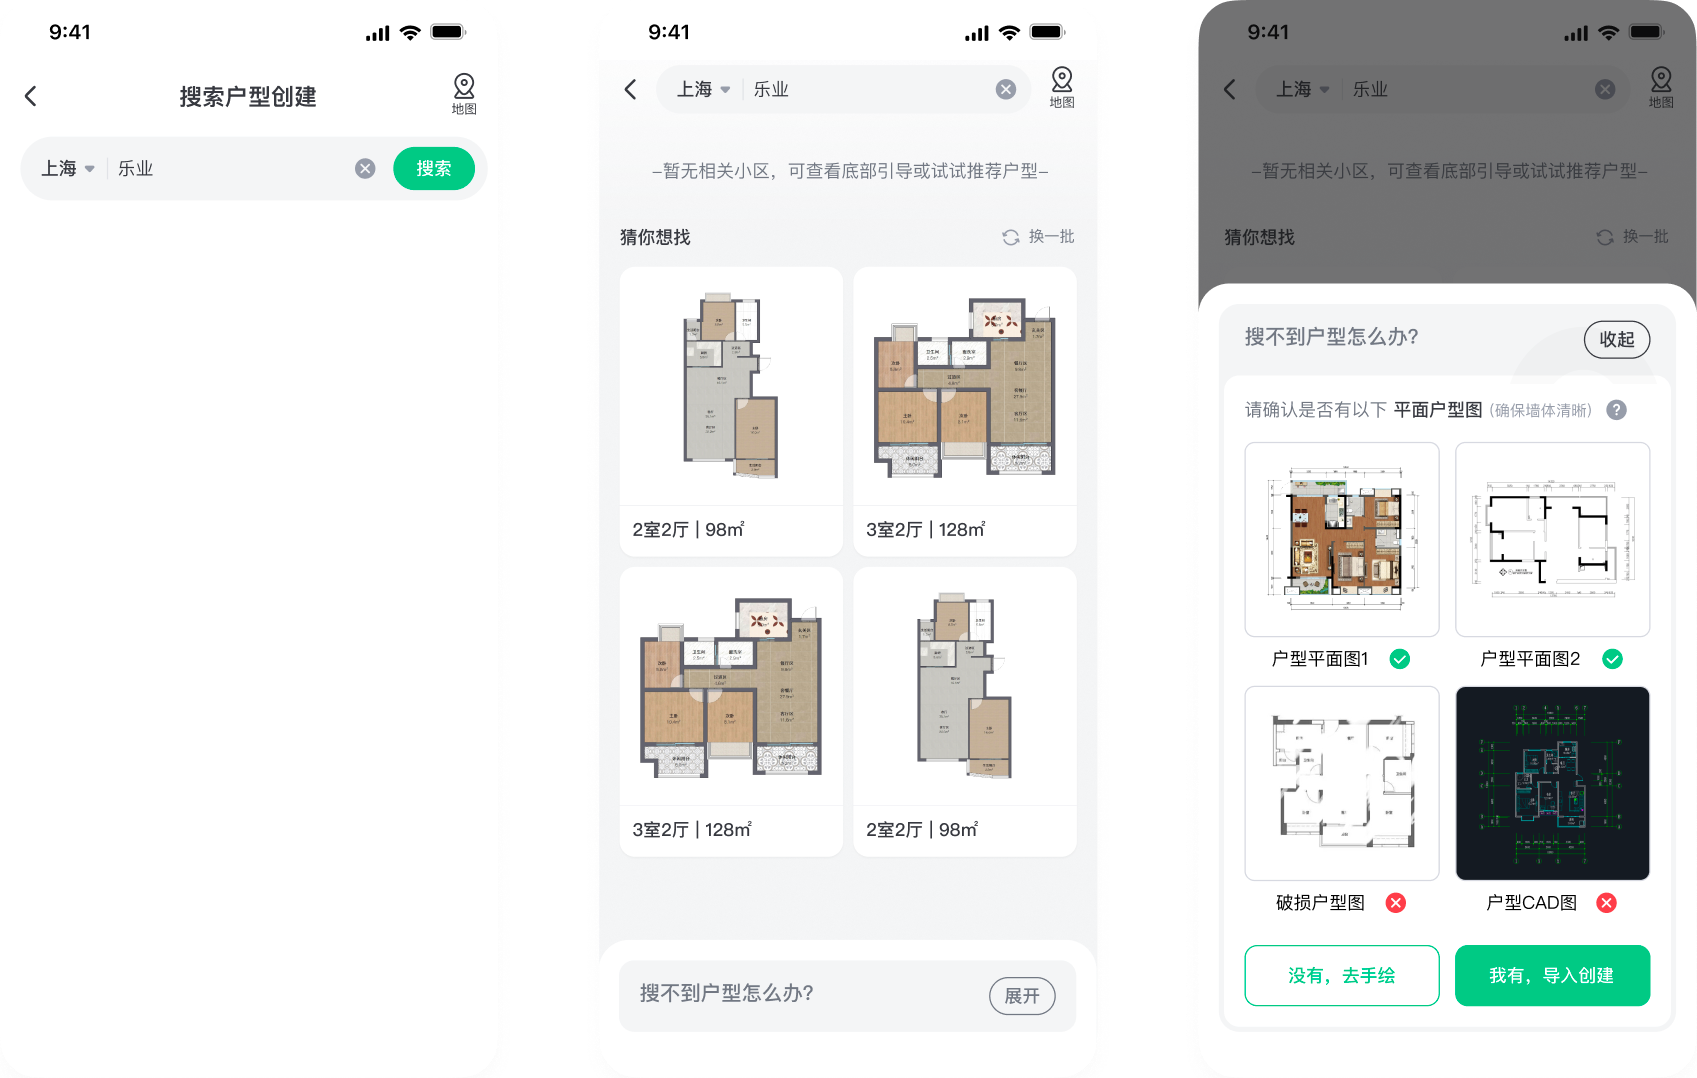 9:41
搜索户型创建
地图
上海
乐业
搜索
9:41
上海
乐业
地图
–暂无相关小区，可查看底部引导或试试推荐户型–
猜你想找
换一批
2室2厅 | 98㎡
3室2厅 | 128㎡
3室2厅 | 128㎡
2室2厅 | 98㎡
搜不到户型怎么办?
展开
9:41
上海
乐业
地图
–暂无相关小区，可查看底部引导或试试推荐户型–
猜你想找
换一批
搜不到户型怎么办?
收起
请确认是否有以下 平面户型图 (确保墙体清晰) ?
户型平面图1
户型平面图2
破损户型图
户型CAD图
没有，去手绘
我有，导入创建